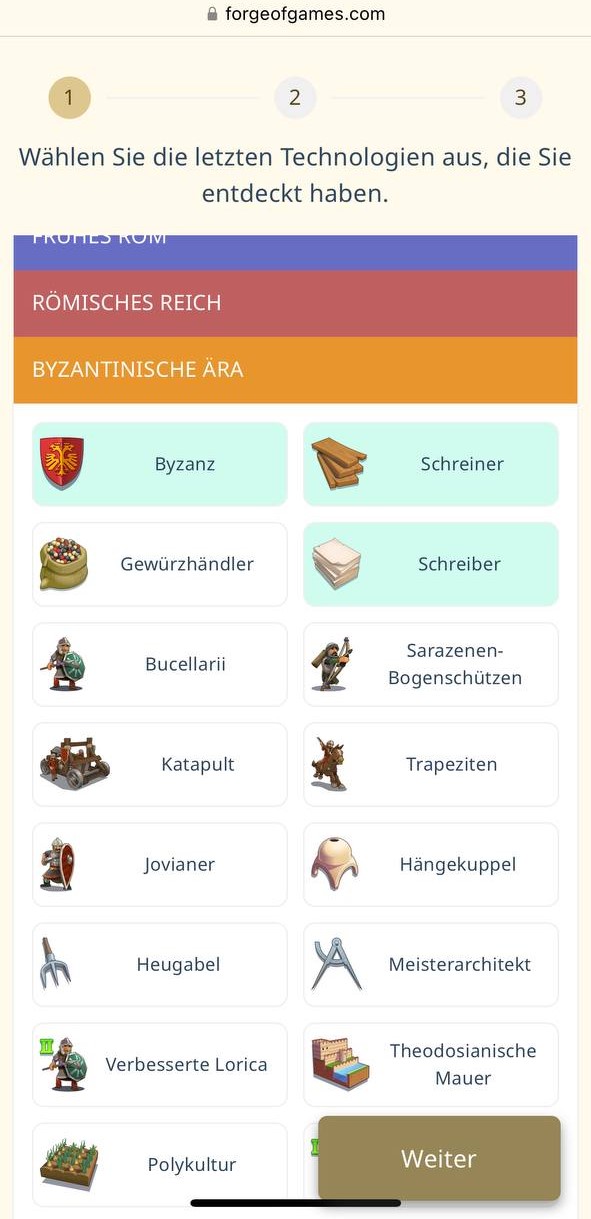 forgeofgames.com
1
2
3
Wählen Sie die letzten Technologien aus, die Sie
entdeckt haben.
FRÜHES ROM
RÖMISCHES REICH
BYZANTINISCHE ÄRA
Byzanz
Schreiner
Gewürzhändler
Schreiber
Bucellarii
Sarazenen-
Bogenschützen
Katapult
Trapeziten
Jovianer
Hängekuppel
Heugabel
Meisterarchitekt
II
Verbesserte Lorica
Theodosianische
Mauer
Polykultur
Weiter